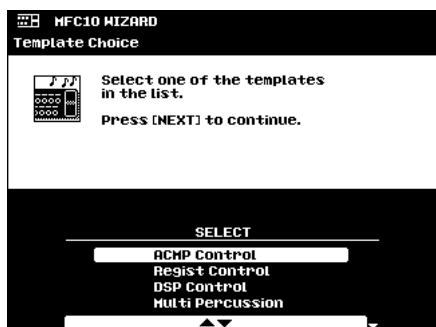 MFC10 WIZARD
Template Choice
Select one of the templates
in the list.
Press [NEXT] to continue.
SELECT
ACMP Control
Regist Control
DSP Control
Multi Percussion